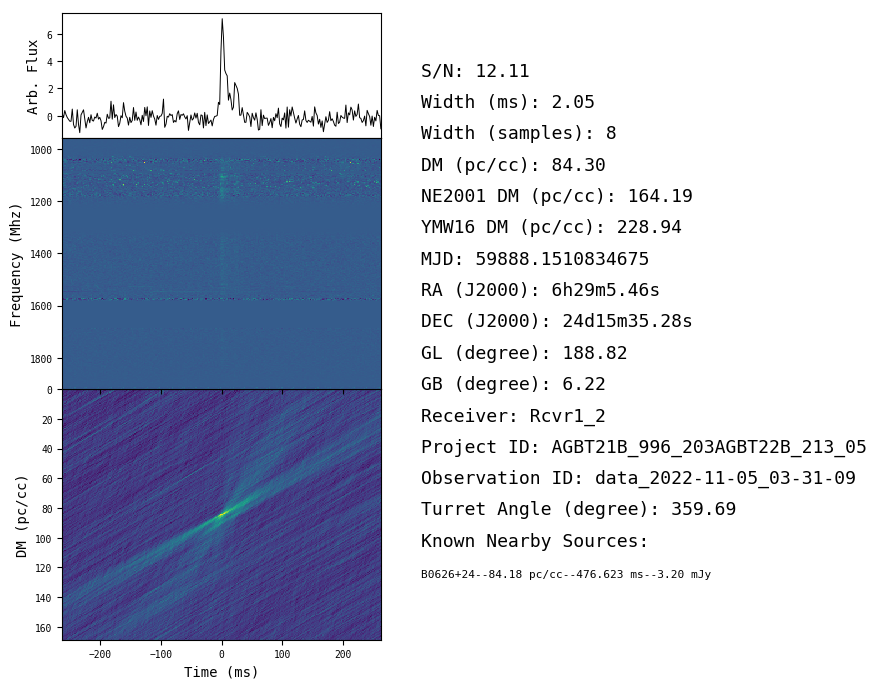 6
4
2
0
Arb. Flux
1000
1200
1400
1600
1800
Frequency (Mhz)
0
20
40
60
80
100
120
140
160
DM (pc/cc)
−200
−100
0
100
200
Time (ms)
S/N: 12.11
Width (ms): 2.05
Width (samples): 8
DM (pc/cc): 84.30
NE2001 DM (pc/cc): 164.19
YMW16 DM (pc/cc): 228.94
MJD: 59888.1510834675
RA (J2000): 6h29m5.46s
DEC (J2000): 24d15m35.28s
GL (degree): 188.82
GB (degree): 6.22
Receiver: Rcvr1_2
Project ID: AGBT21B_996_203AGBT22B_213_05
Observation ID: data_2022-11-05_03-31-09
Turret Angle (degree): 359.69
Known Nearby Sources:
B0626+24--84.18 pc/cc--476.623 ms--3.20 mJy